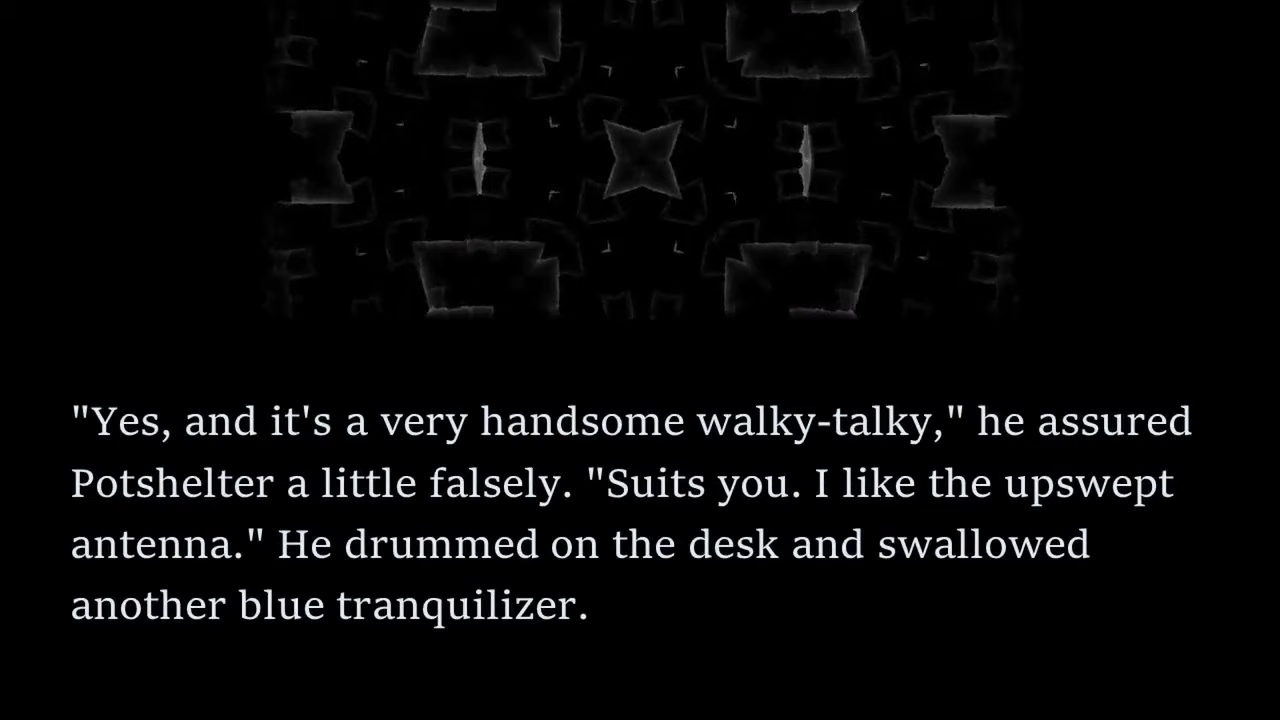 "Yes, and it's a very handsome walky-talky," he assured
Potshelter a little falsely. "Suits you. I like the upswept
antenna." He drummed on the desk and swallowed
another blue tranquilizer.